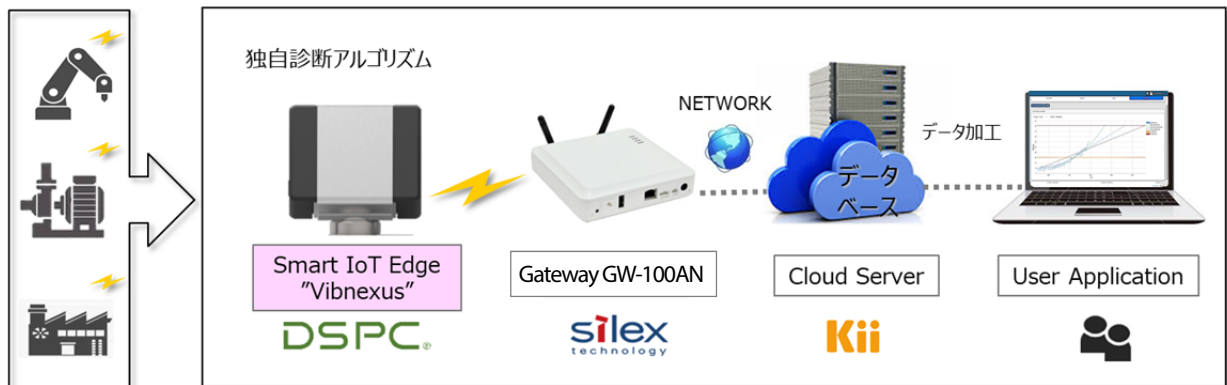 独自診断アルゴリズム
NETWORK
データ加工
データ
ベース
Smart IoT Edge
"Vibnexus”
Gateway GW-100AN
Cloud Server
User Application
DSPC®
silex
technology
Kii